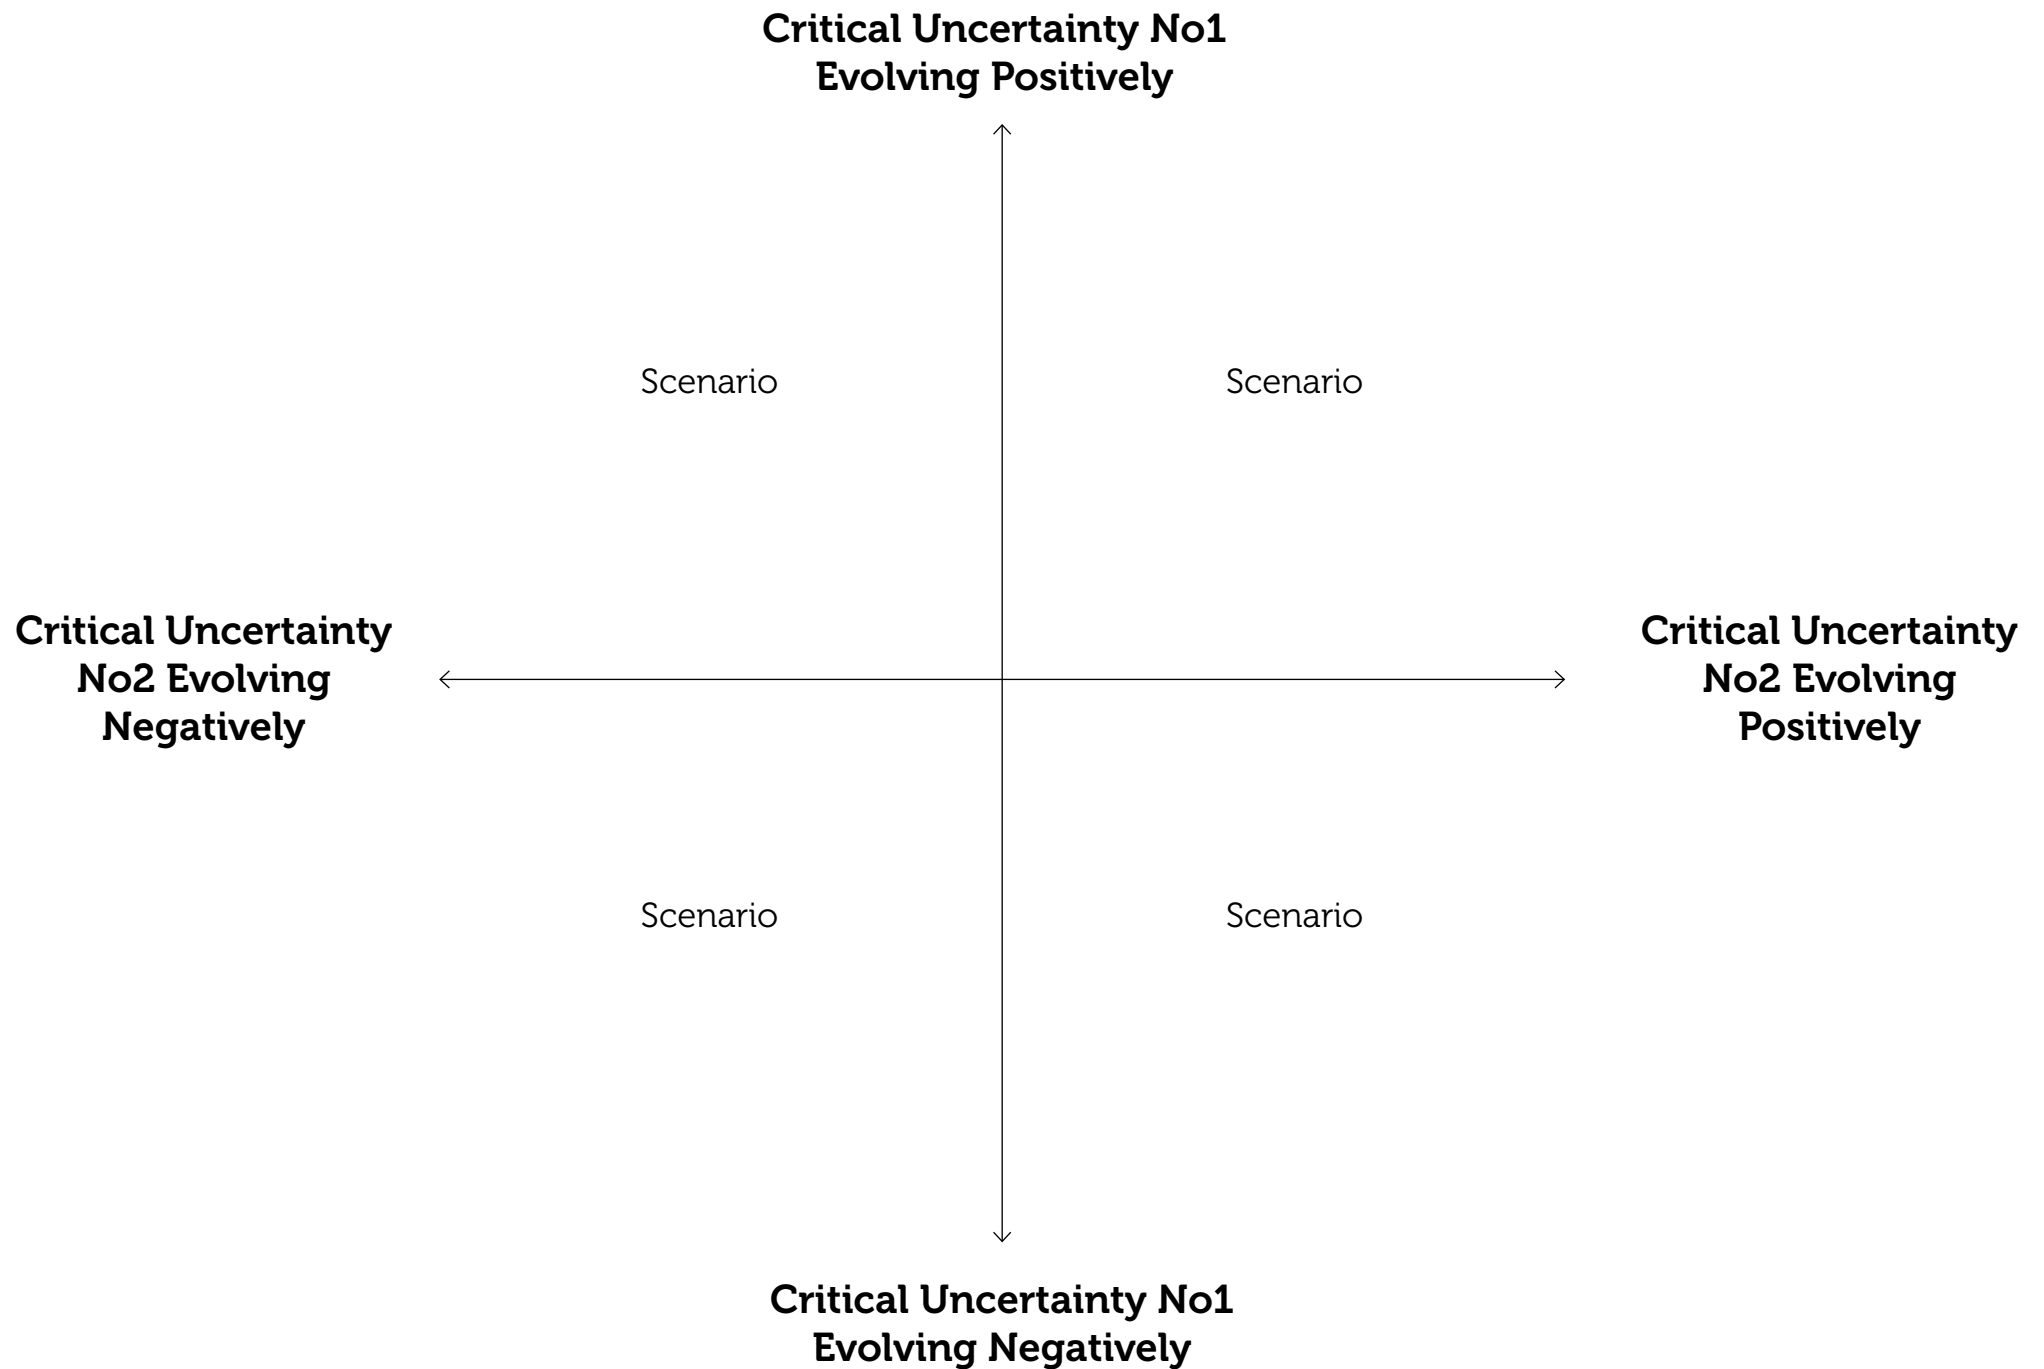 Critical Uncertainty No1
Evolving Positively
Scenario
Scenario
Critical Uncertainty
No2 Evolving
Negatively
Critical Uncertainty
No2 Evolving
Positively
Scenario
Scenario
Critical Uncertainty No1
Evolving Negatively